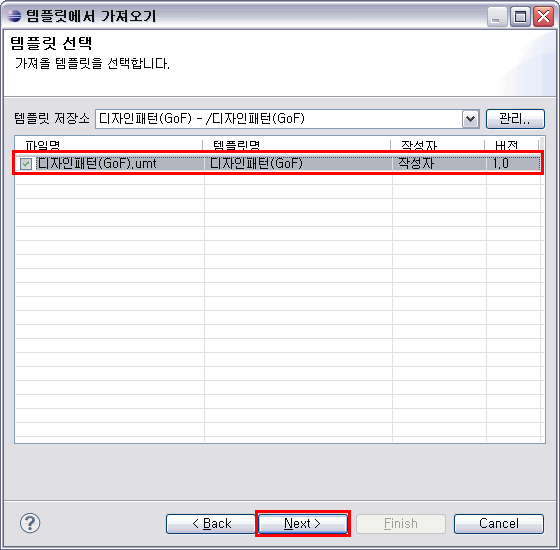 템플릿에서 가져오기
템플릿 선택
가져올 템플릿을 선택합니다.
템플릿 저장소 디자인패턴(GoF) - /디자인패턴(GoF) 관리..
파일명 템플릿명 작성자 버전
디자인패턴(GoF).umt 디자인패턴(GoF) 작성자 1.0
? < Back Next > Finish Cancel